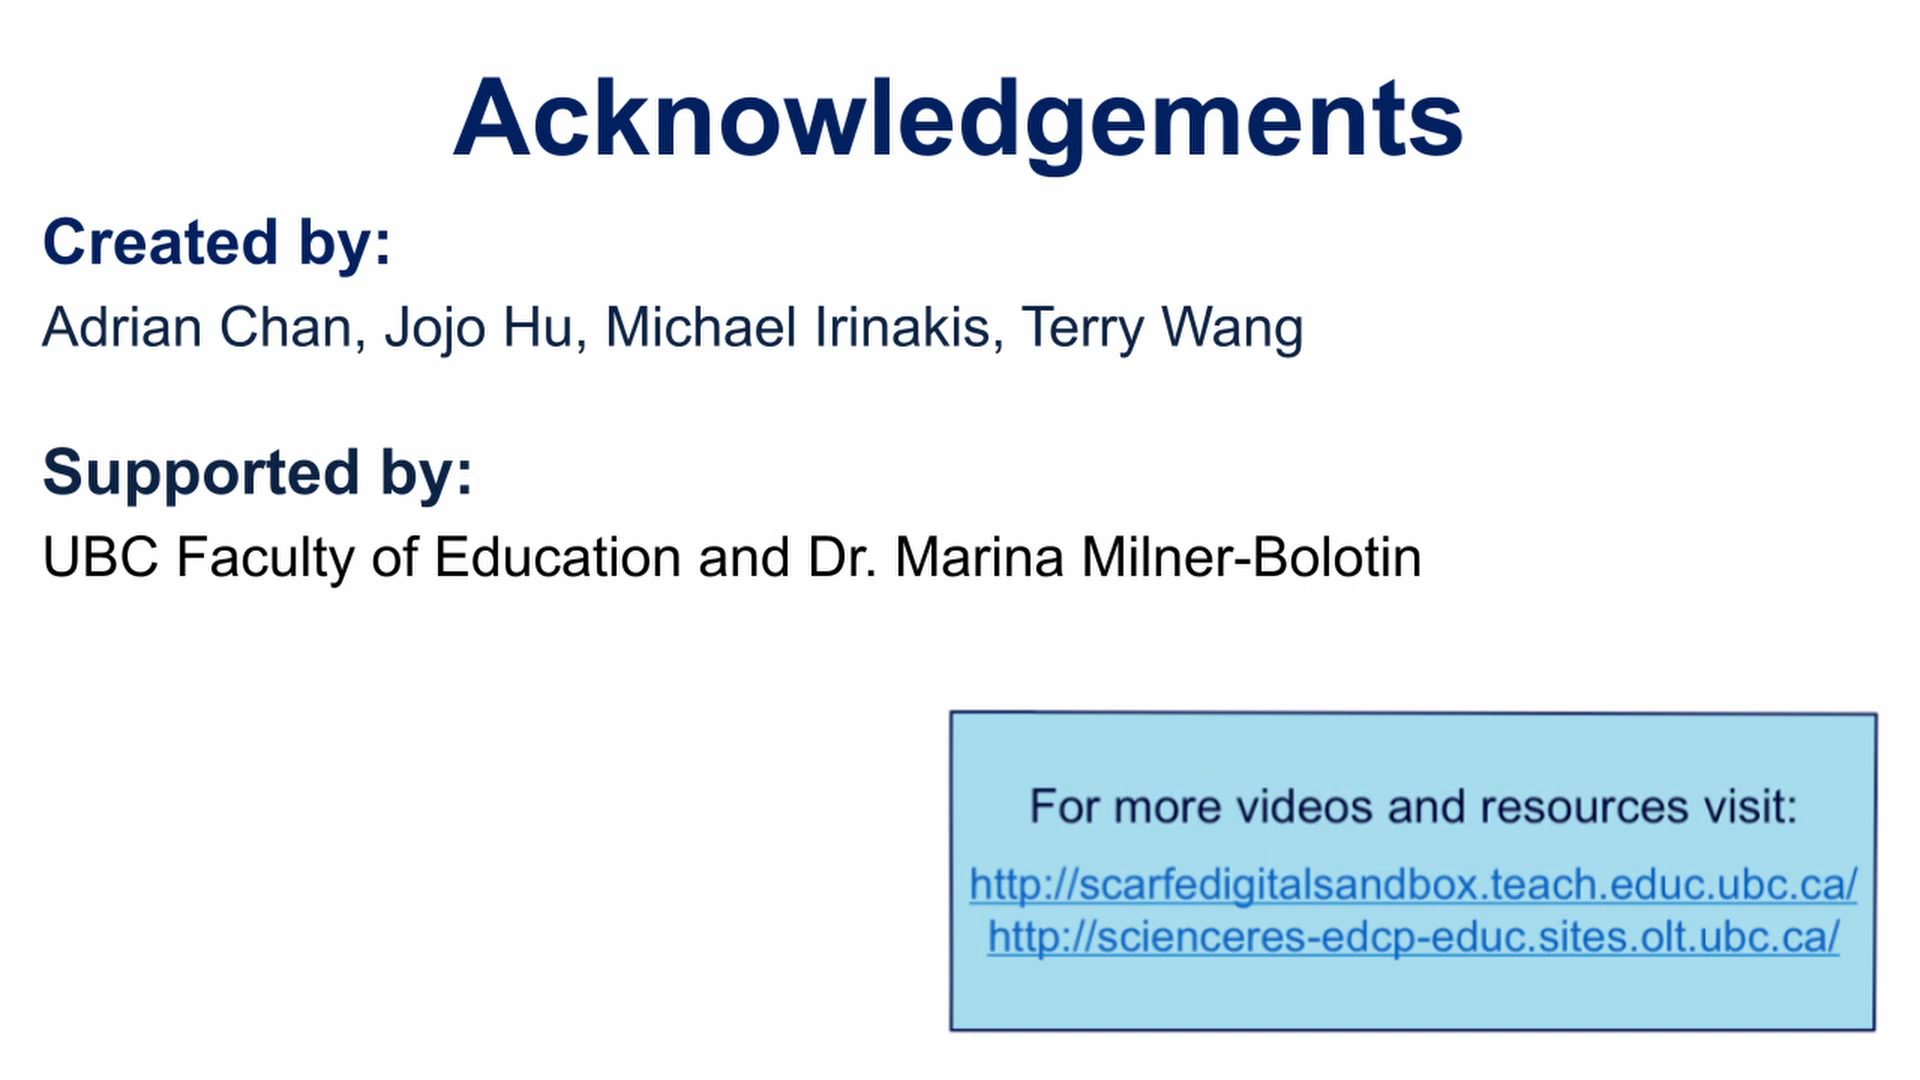 Acknowledgements
Created by:
Adrian Chan, Jojo Hu, Michael Irinakis, Terry Wang
Supported by:
UBC Faculty of Education and Dr. Marina Milner-Bolotin
For more videos and resources visit:
http://scarfedigitalsandbox.teach.educ.ubc.ca/
http://scienceres-edcp-educ.sites.olt.ubc.ca/